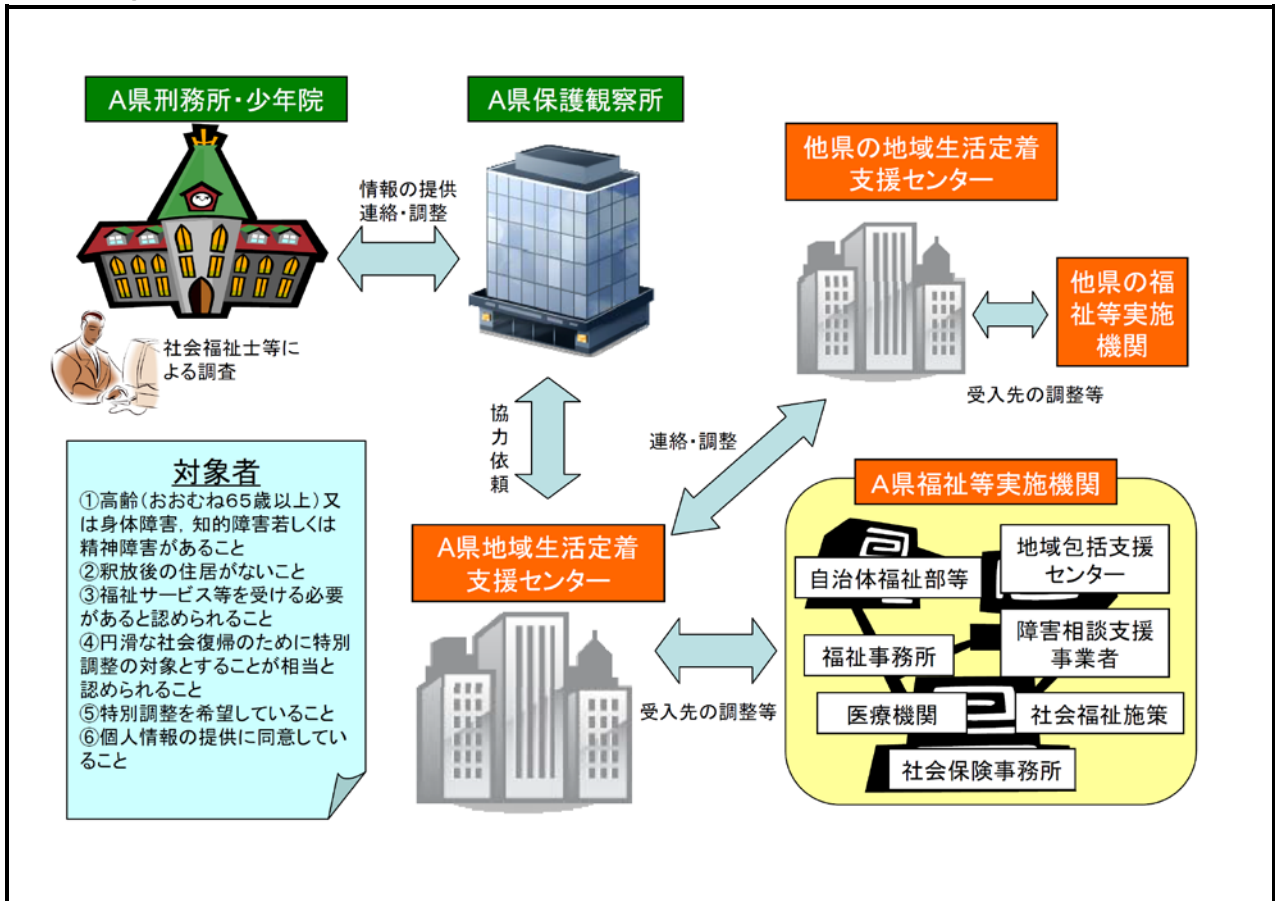 A県刑務所・少年院
A県保護観察所
情報の提供
連絡・調整
社会福祉士等に
よる調査
他県の地域生活定着
支援センター
他県の福
祉等実施
機関
受入先の調整等
協
力
依
頼
連絡・調整
対象者
①高齢(おおむね65歳以上)又
は身体障害,知的障害若しくは
精神障害があること
②釈放後の住居がないこと
③福祉サービス等を受ける必要
があると認められること
④円滑な社会復帰のために特別
調整の対象とすることが相当と
認められること
⑤特別調整を希望していること
⑥個人情報の提供に同意してい
ること
A県地域生活定着
支援センター
受入先の調整等
A県福祉等実施機関
自治体福祉部等
地域包括支援
センター
福祉事務所
障害相談支援
事業者
医療機関
社会福祉施策
社会保険事務所